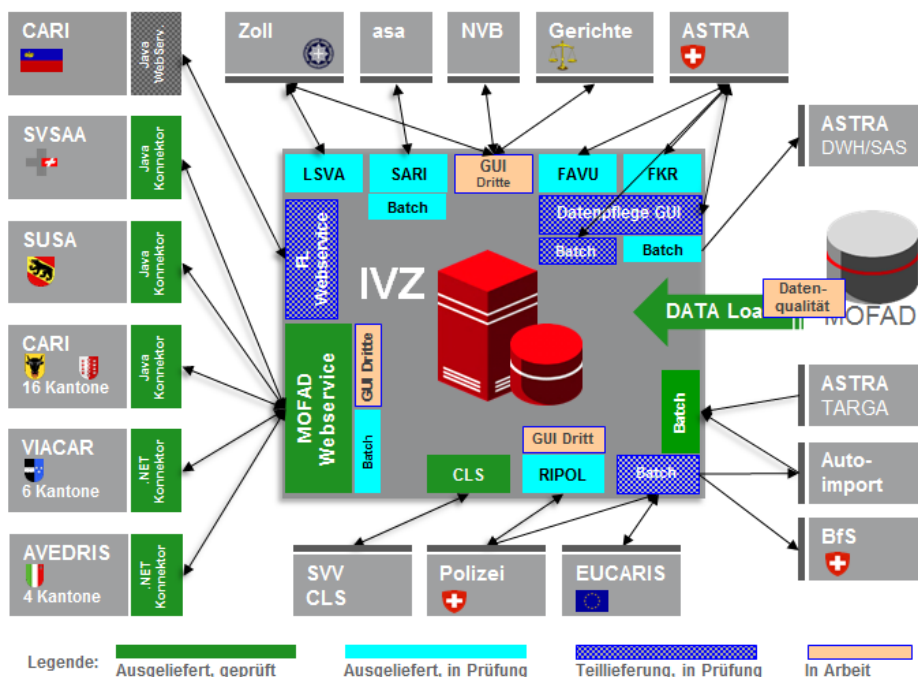 CARI
Java
WebServ.
Zoll
asa
NVB
Gerichte
ASTRA
SVSAA
Java
Konnektor
ASTRA
DWH/SAS
LSVA
SARI
GUI
Dritte
FAVU
FKR
Batch
Datenpflege GUI
FL
Webservice
Batch
Batch
SUSA
Java
Konnektor
IVZ
DATA Loa
Daten-
qualität
MOFAD
CARI
16 Kantone
Java
Konnektor
MOFAD
Webservice
GUI Dritte
Batch
Batch
ASTRA
TARGA
VIACAR
6 Kantone
.NET
Konnektor
GUI Dritt
CLS
RIPOL
Batch
Auto-
import
AVEDRIS
4 Kantone
.NET
Konnektor
BfS
SVV
CLS
Polizei
EUCARIS
Legende:
Ausgeliefert, geprüft
Ausgeliefert, in Prüfung
Teillieferung, in Prüfung
In Arbeit